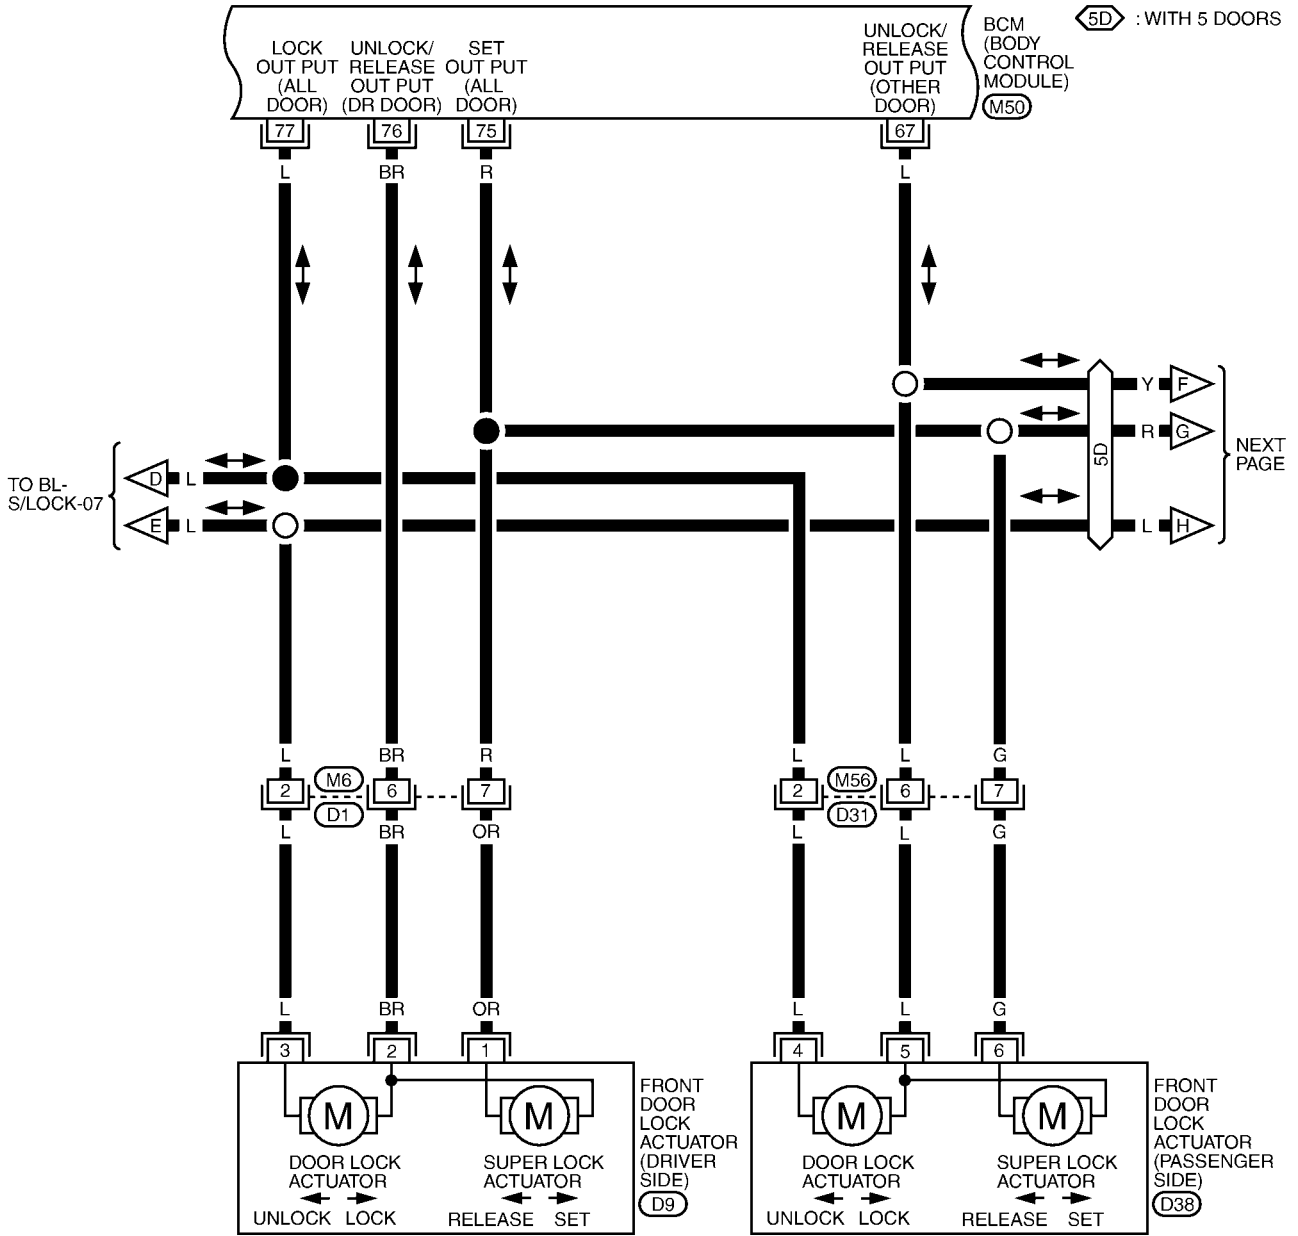 BCM
(BODY
CONTROL
MODULE)
M50
5D : WITH 5 DOORS
LOCK
OUT PUT
(ALL
DOOR)
UNLOCK/
RELEASE
OUT PUT
(DR DOOR)
SET
OUT PUT
(ALL
DOOR)
UNLOCK/
RELEASE
OUT PUT
(OTHER
DOOR)
77 76 75 67
L BR R L
Y F
R G
5D
NEXT
PAGE
TO BL-
S/LOCK-07
D L
E L
L H
L BR R L L G
2 M6 6 7 2 M56 6 7
D1 D31
L BR OR L L G
L BR OR L L G
3 2 1 4 5 6
M M M M
DOOR LOCK
ACTUATOR
UNLOCK LOCK
SUPER LOCK
ACTUATOR
RELEASE SET
FRONT
DOOR
LOCK
ACTUATOR
(DRIVER
SIDE)
D9
DOOR LOCK
ACTUATOR
UNLOCK LOCK
SUPER LOCK
ACTUATOR
RELEASE SET
FRONT
DOOR
LOCK
ACTUATOR
(PASSENGER
SIDE)
D38